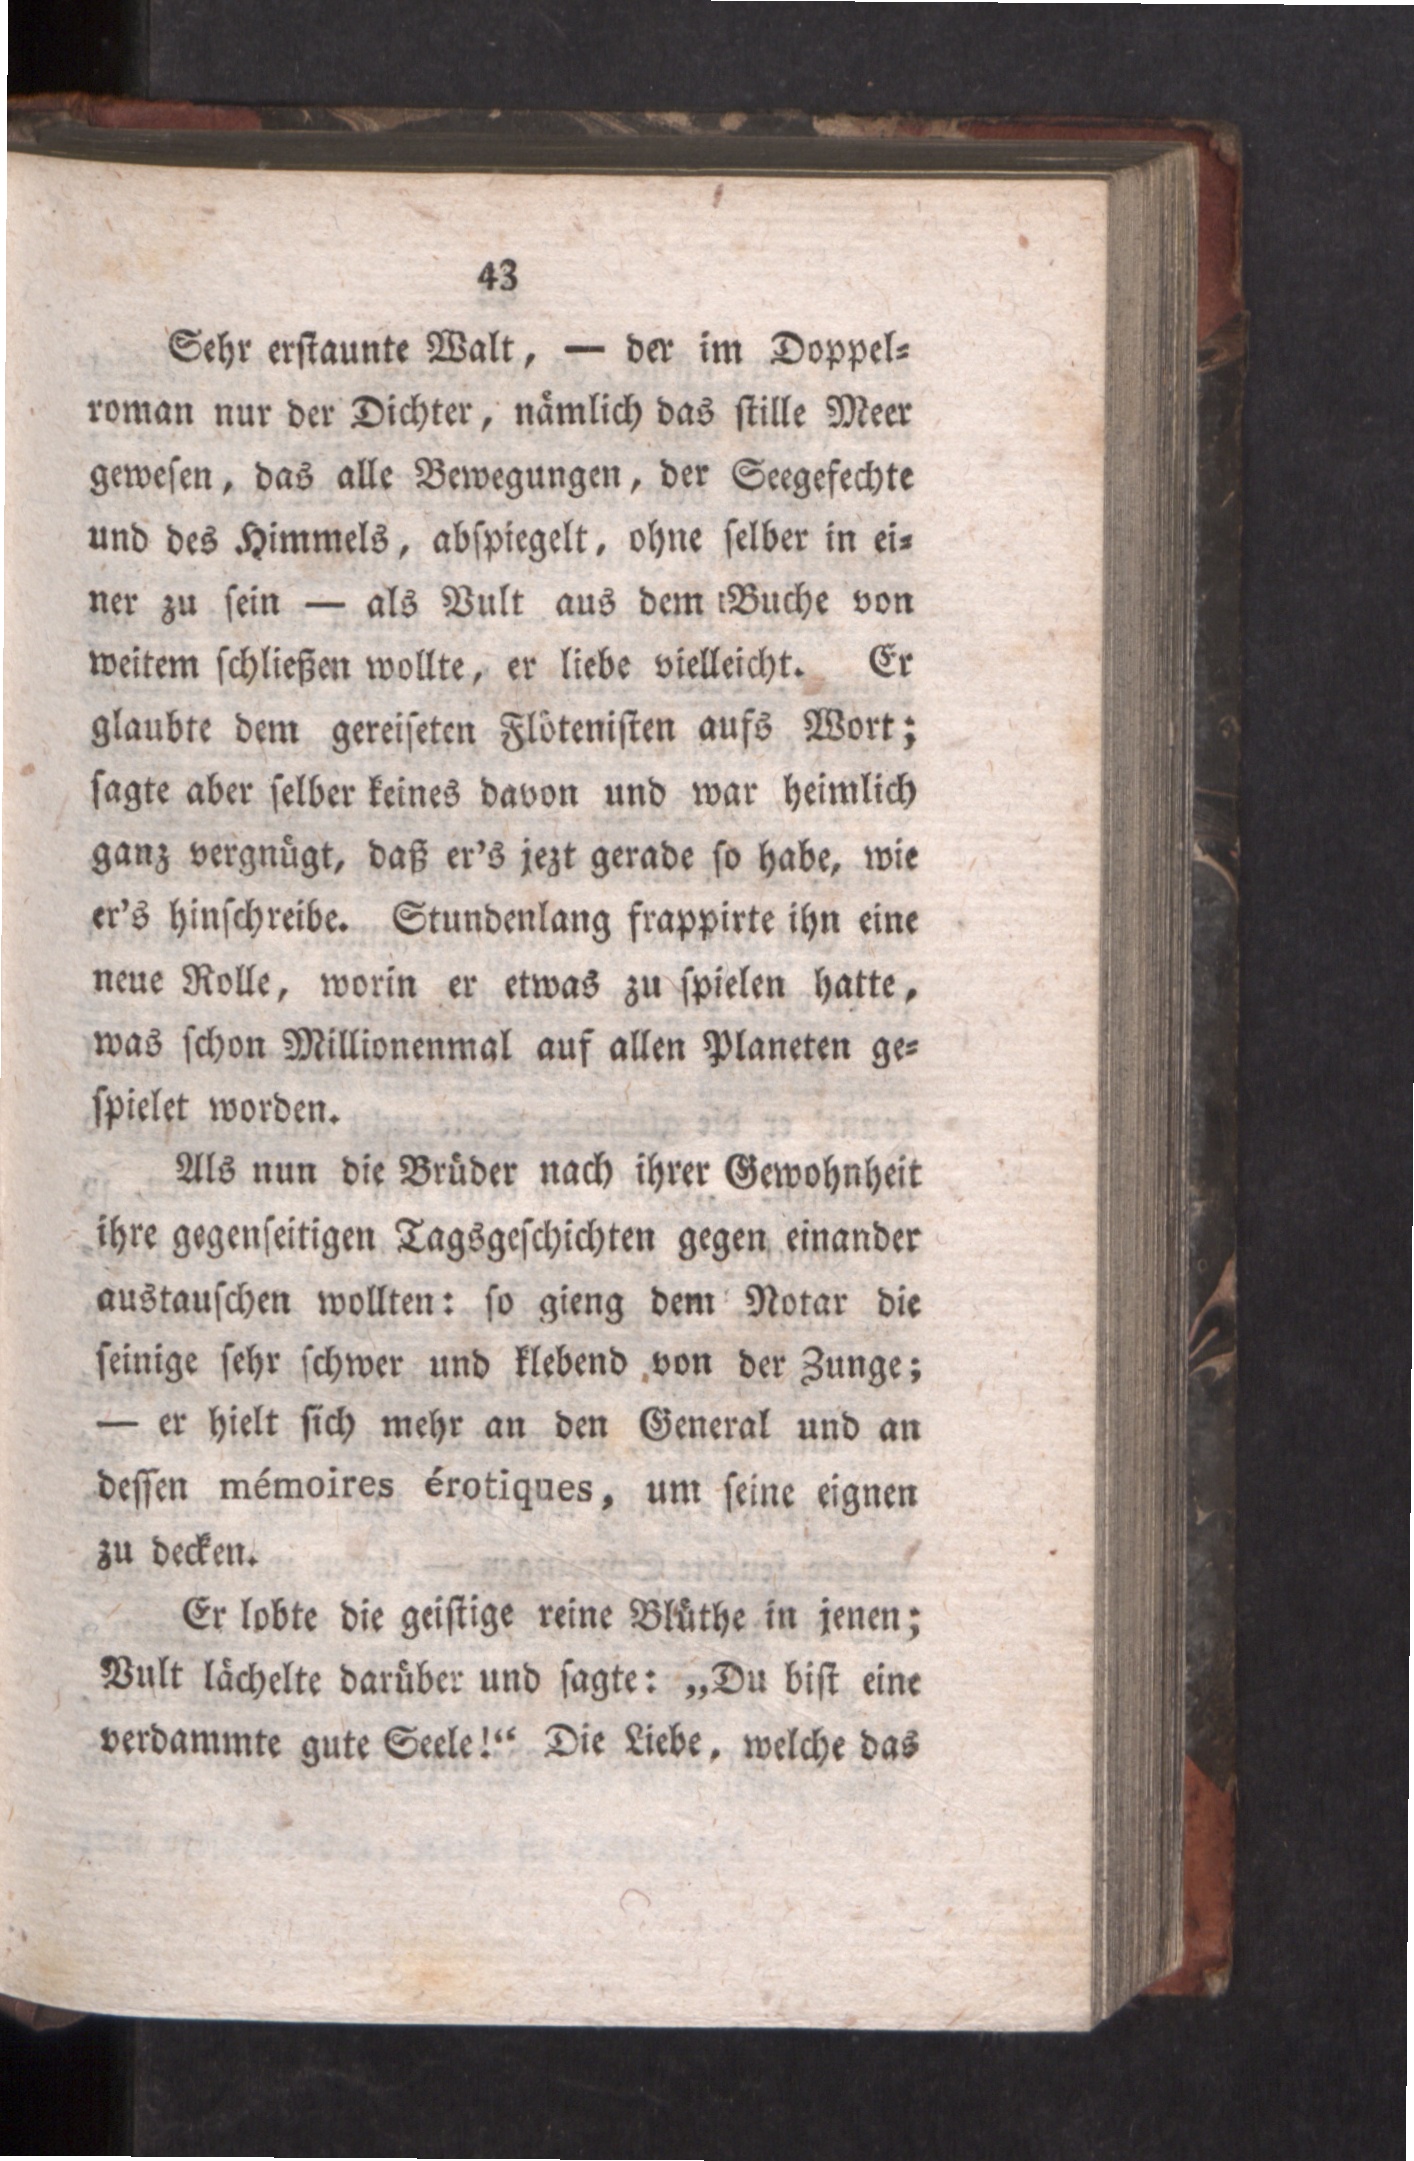 43
Sehr erstaunte Walt, — der im Doppel-
roman nur der Dichter, nämlich das stille Meer
gewesen, das alle Bewegungen, der Seegefechte
und des Himmels, abspiegelt, ohne selber in ei-
ner zu sein — als Vult aus dem Buche von
weitem schließen wollte, er liebe vielleicht. Er
glaubte dem gereiseten Flötenisten aufs Wort;
sagte aber selber keines davon und war heimlich
ganz vergnügt, daß er's jezt gerade so habe, wie
er's hinschreibe. Stundenlang frappirte ihn eine
neue Rolle, worin er etwas zu spielen hatte,
was schon Millionenmal auf allen Planeten ge-
spielet worden.
Als nun die Brüder nach ihrer Gewohnheit
ihre gegenseitigen Tagsgeschichten gegen einander
austauschen wollten: so gieng dem Notar die
seinige sehr schwer und klebend von der Zunge;
— er hielt sich mehr an den General und an
dessen mémoires érotiques, um seine eignen
zu decken.
Er lobte die geistige reine Blüthe in jenen;
Vult lächelte darüber und sagte: „Du bist eine
verdammte gute Seele!“ Die Liebe, welche das